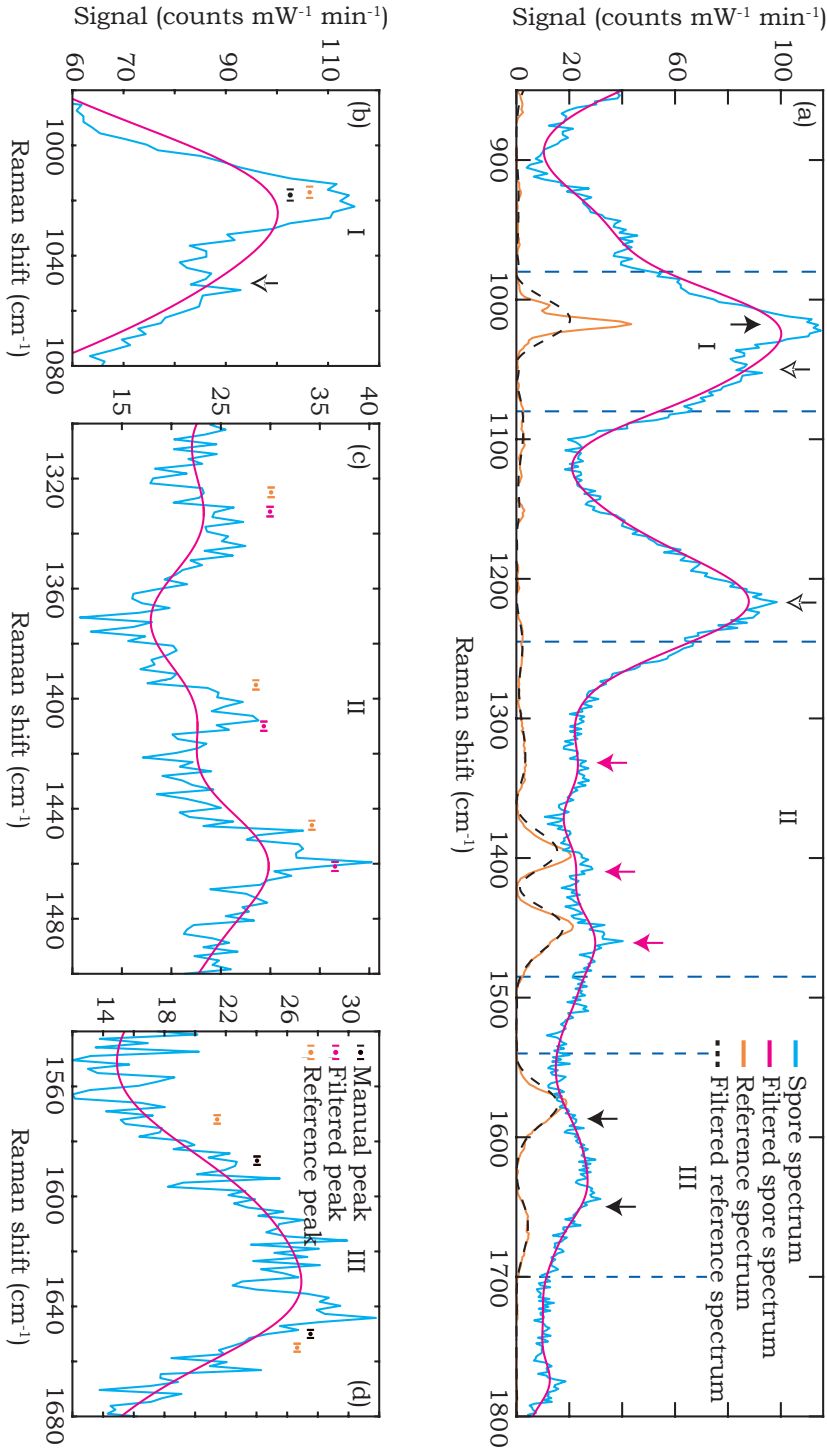 (a)
Signal (counts mW⁻¹ min⁻¹)
100
60
20
0
I
II
III
Spore spectrum
Filtered spore spectrum
Reference spectrum
Filtered reference spectrum
900
1000
1100
1200
1300
1400
1500
1600
1700
1800
Raman shift (cm⁻¹)
(b)
Signal (counts mW⁻¹ min⁻¹)
110
90
70
60
I
1000
1040
1080
Raman shift (cm⁻¹)
(c)
40
35
25
15
II
1320
1360
1400
1440
1480
Raman shift (cm⁻¹)
(d)
30
26
22
18
14
III
Manual peak
Filtered peak
Reference peak
1560
1600
1640
1680
Raman shift (cm⁻¹)